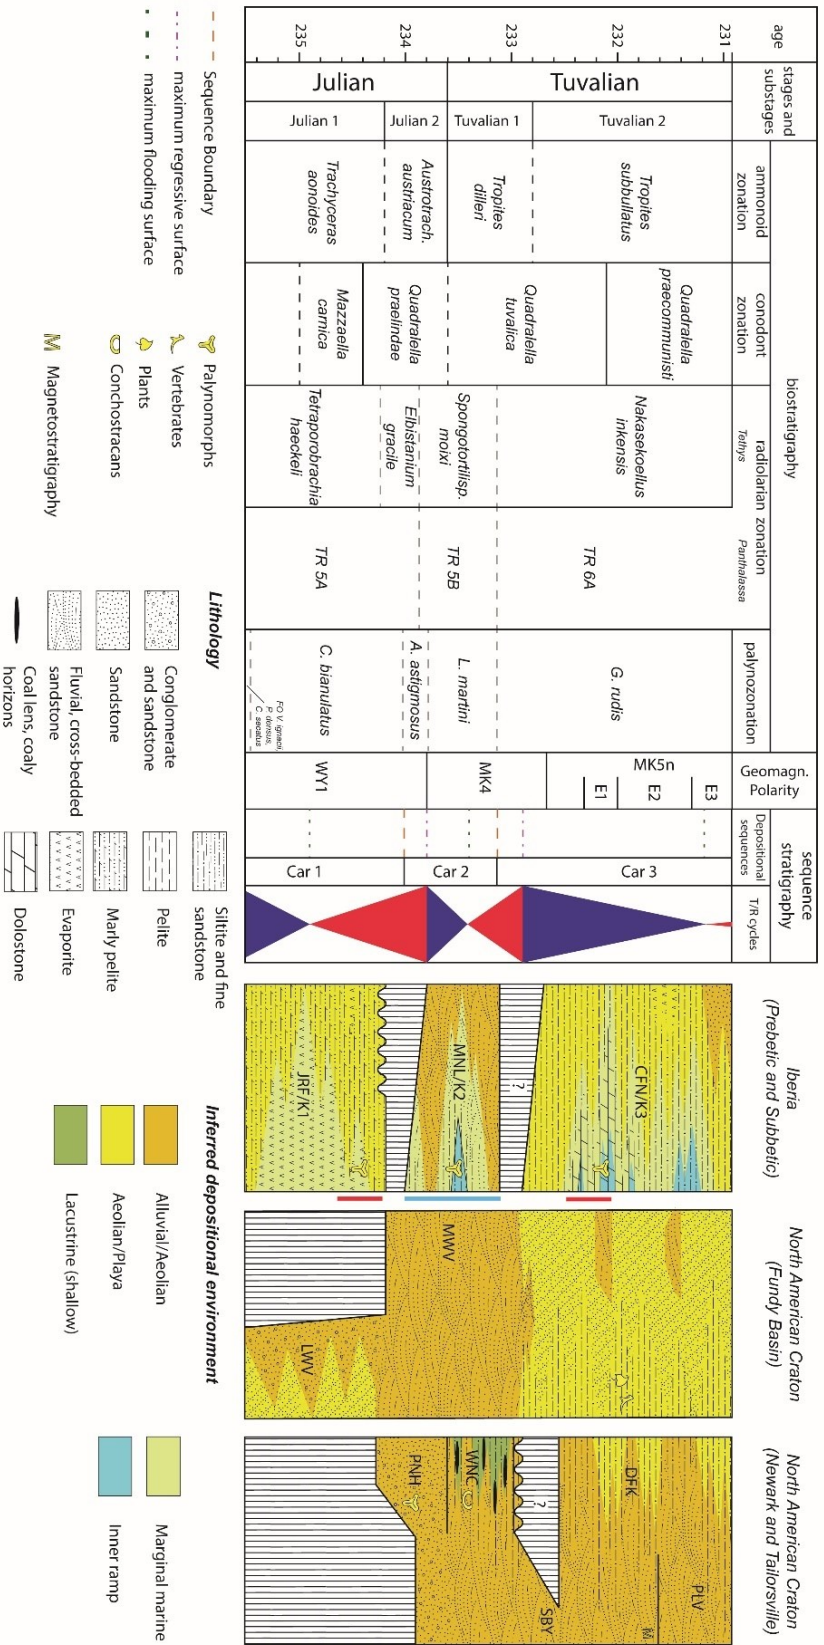 age
231
232
233
234
235
stages and
substages
Tuvalian
Julian
Tuvalian 2
Tuvalian 1
Julian 2
Julian 1
biostratigraphy
ammonoid
zonation
Tropites
subbullatus
Tropites
dilleri
Austrotrach.
austriacum
Trachyceras
aonoides
conodont
zonation
Quadralella
praecommunisti
Quadralella
tuvalica
Quadralella
praelindae
Mazzaella
carnica
radiolarian zonation
Tethys
Panthalassa
Nakasekoellus
inkensis
Spongotortilisp.
moixi
Elbistanium
gracile
Tetraporobrachia
haeckeli
TR 6A
TR 5B
TR 5A
palynozonation
G. rudis
L. martini
A. astigmosus
C. bianulatus
FO V. ignacii,
P. densus,
C. secatus
Geomagn.
Polarity
E3
E2
E1
MK5n
MK4
WY1
sequence
stratigraphy
Depositional
sequences
Car 3
Car 2
Car 1
T/R cycles
Iberia
(Prebetic and Subbetic)
CFN/K3
?
MNL/K2
JRF/K1
North American Craton
(Fundy Basin)
MWV
LWV
North American Craton
(Newark and Tailorsville)
PLV
M
DFK
SBY
?
WNC
PNH
Sequence Boundary
maximum regressive surface
maximum flooding surface
Palynomorphs
Vertebrates
Plants
Conchostracans
M Magnetostratigraphy
Lithology
Conglomerate
and sandstone
Sandstone
Fluvial, cross-bedded
sandstone
Coal lens, coaly
horizons
Siltite and fine
sandstone
Pelite
Marly pelite
Evaporite
Dolostone
Inferred depositional environment
Alluvial/Aeolian
Aeolian/Playa
Lacustrine (shallow)
Marginal marine
Inner ramp